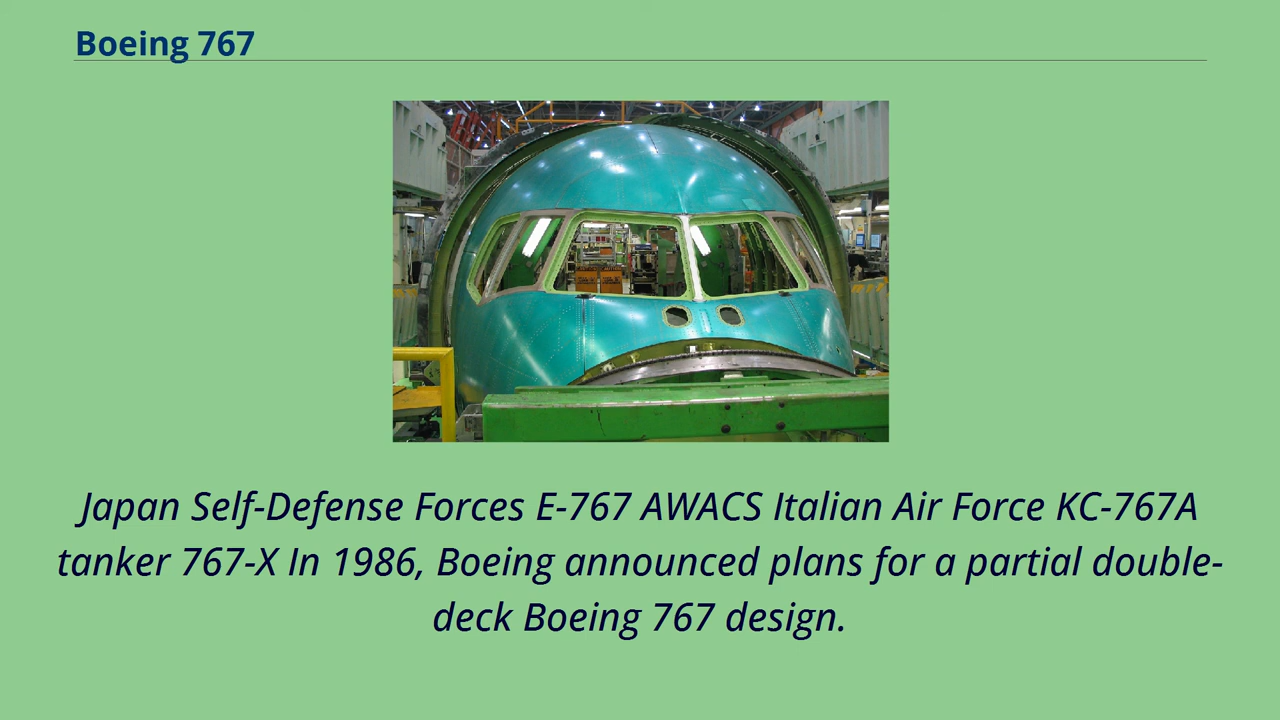 Boeing 767
Japan Self-Defense Forces E-767 AWACS Italian Air Force KC-767A
tanker 767-X In 1986, Boeing announced plans for a partial double-
deck Boeing 767 design.